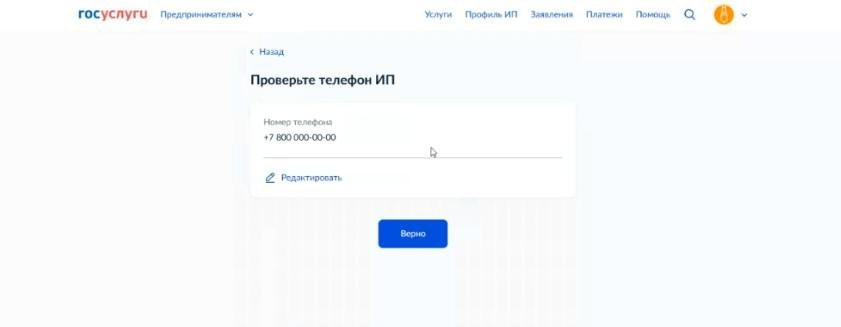 госуслуги Предпринимателям Услуги Профиль ИП Заявления Платежи Помощь
Назад
Проверьте телефон ИП
Номер телефона
+7 800 000-00-00
Редактировать
Верно